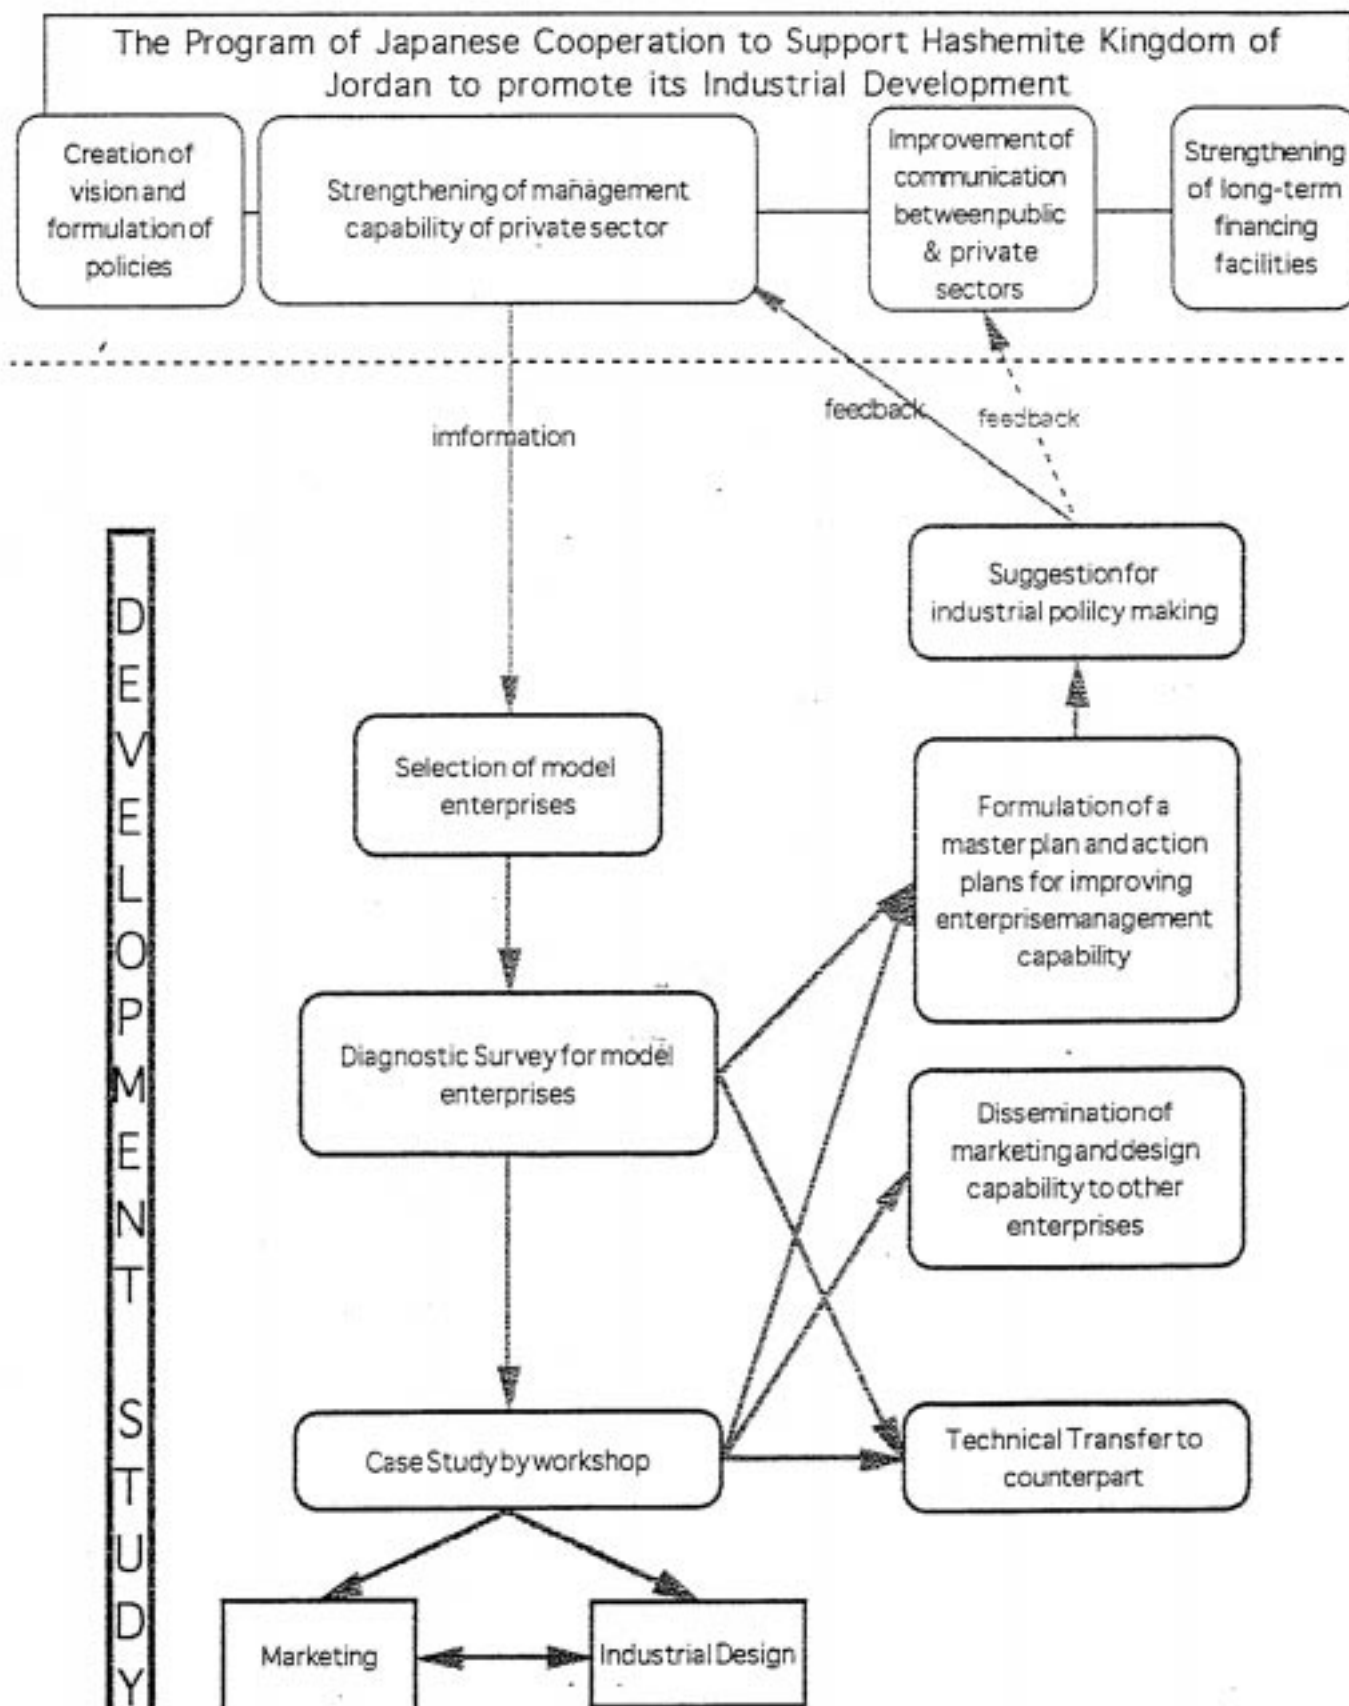 The Program of Japanese Cooperation to Support Hashemite Kingdom of
Jordan to promote its Industrial Development
Creation of
vision and
formulation of
policies
Strengthening of management
capability of private sector
Improvement of
communication
between public
& private
sectors
Strengthening
of long-term
financing
facilities
imformation
feedback
feedback
DEVELOPMENT STUDY
Suggestion for
industrial polilcy making
Selection of model
enterprises
Formulation of a
master plan and action
plans for improving
enterprise management
capability
Diagnostic Survey for model
enterprises
Dissemination of
marketing and design
capability to other
enterprises
Case Study by workshop
Technical Transfer to
counterpart
Marketing
Industrial Design